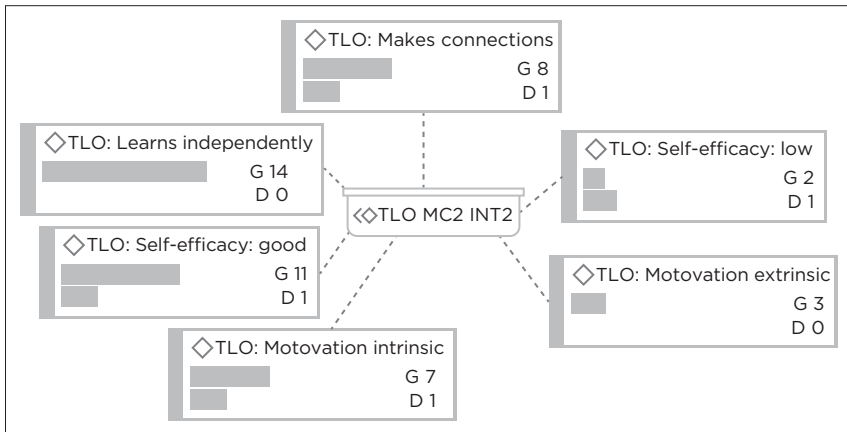 TLO: Makes connections
G 8
D 1
TLO: Learns independently
G 14
D 0
TLO: Self-efficacy: low
G 2
D 1
TLO MC2 INT2
TLO: Self-efficacy: good
G 11
D 1
TLO: Motovation extrinsic
G 3
D 0
TLO: Motovation intrinsic
G 7
D 1